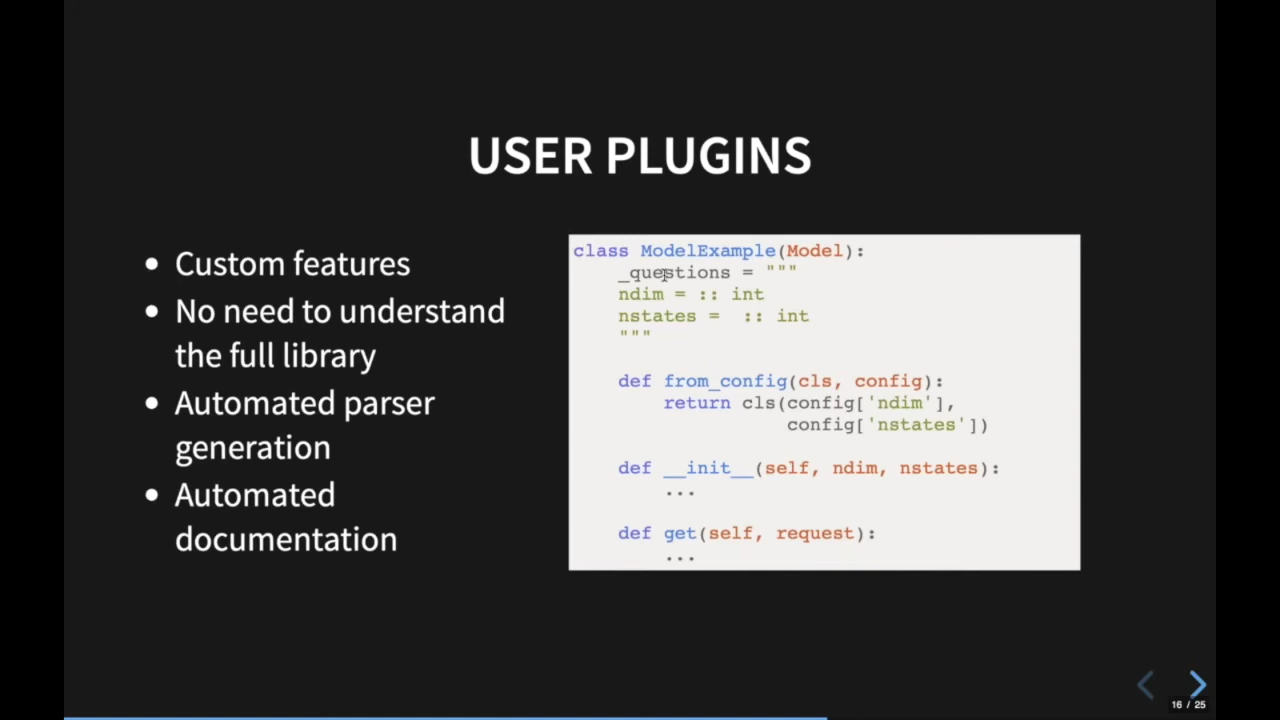 USER PLUGINS
• Custom features
• No need to understand
the full library
• Automated parser
generation
• Automated
documentation
class ModelExample(Model):
    _questions = """
    ndim = :: int
    nstates =  :: int
    """
    def from_config(cls, config):
        return cls(config['ndim'],
                   config['nstates'])
    def __init__(self, ndim, nstates):
        ...
    def get(self, request):
        ...
16 / 25